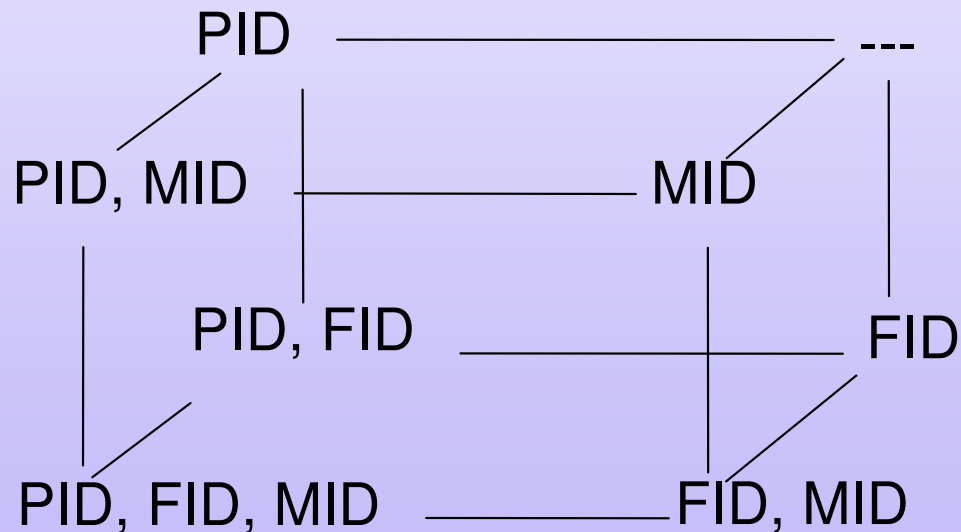 PID ---
PID, MID MID
PID, FID FID
PID, FID, MID FID, MID